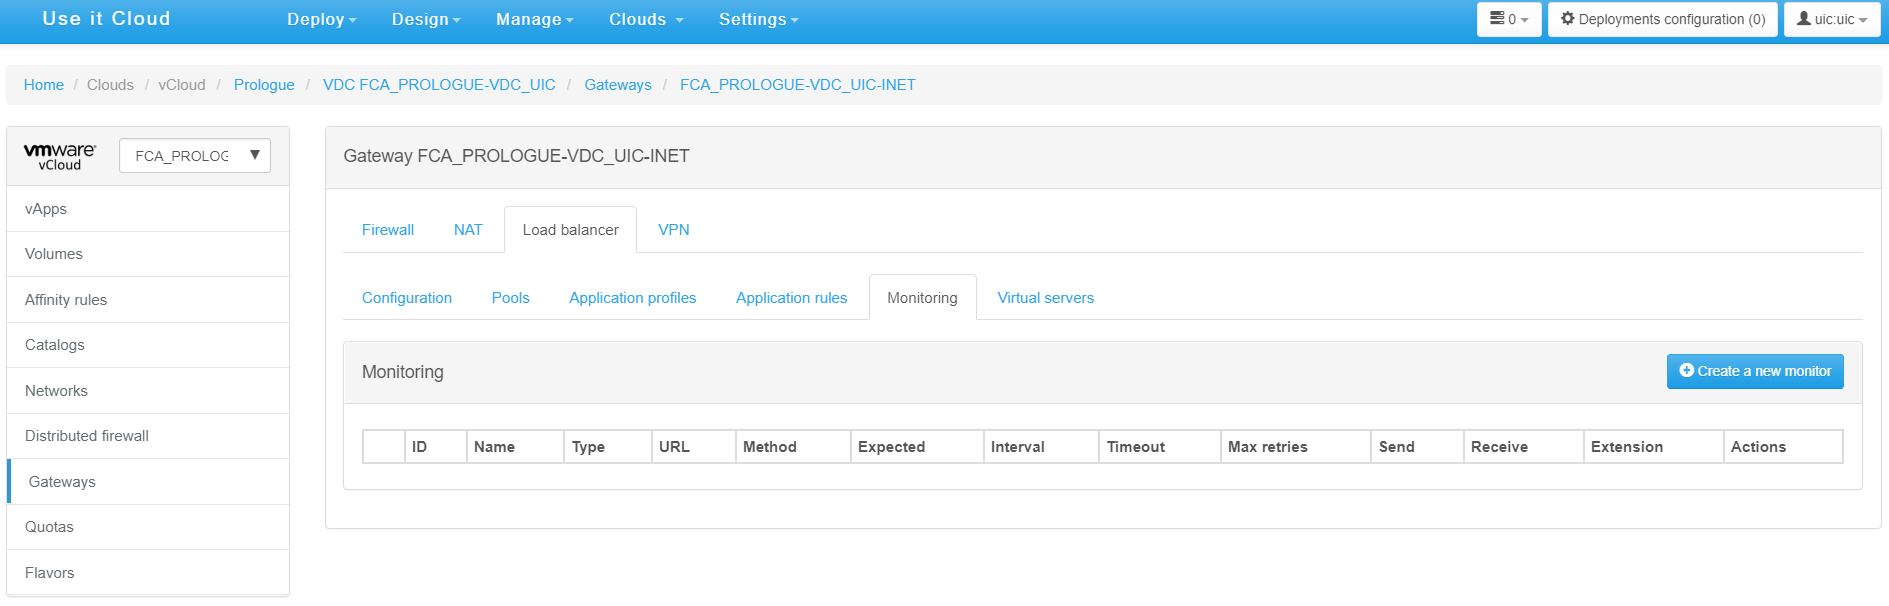 Use it Cloud Deploy Design Manage Clouds Settings 0 Deployments configuration (0) uic:uic
Home / Clouds / vCloud / Prologue / VDC FCA_PROLOGUE-VDC_UIC / Gateways / FCA_PROLOGUE-VDC_UIC-INET
vmware
vCloud
FCA_PROLOG
vApps
Volumes
Affinity rules
Catalogs
Networks
Distributed firewall
Gateways
Quotas
Flavors
Gateway FCA_PROLOGUE-VDC_UIC-INET
Firewall NAT Load balancer VPN
Configuration Pools Application profiles Application rules Monitoring Virtual servers
Monitoring Create a new monitor
ID Name Type URL Method Expected Interval Timeout Max retries Send Receive Extension Actions